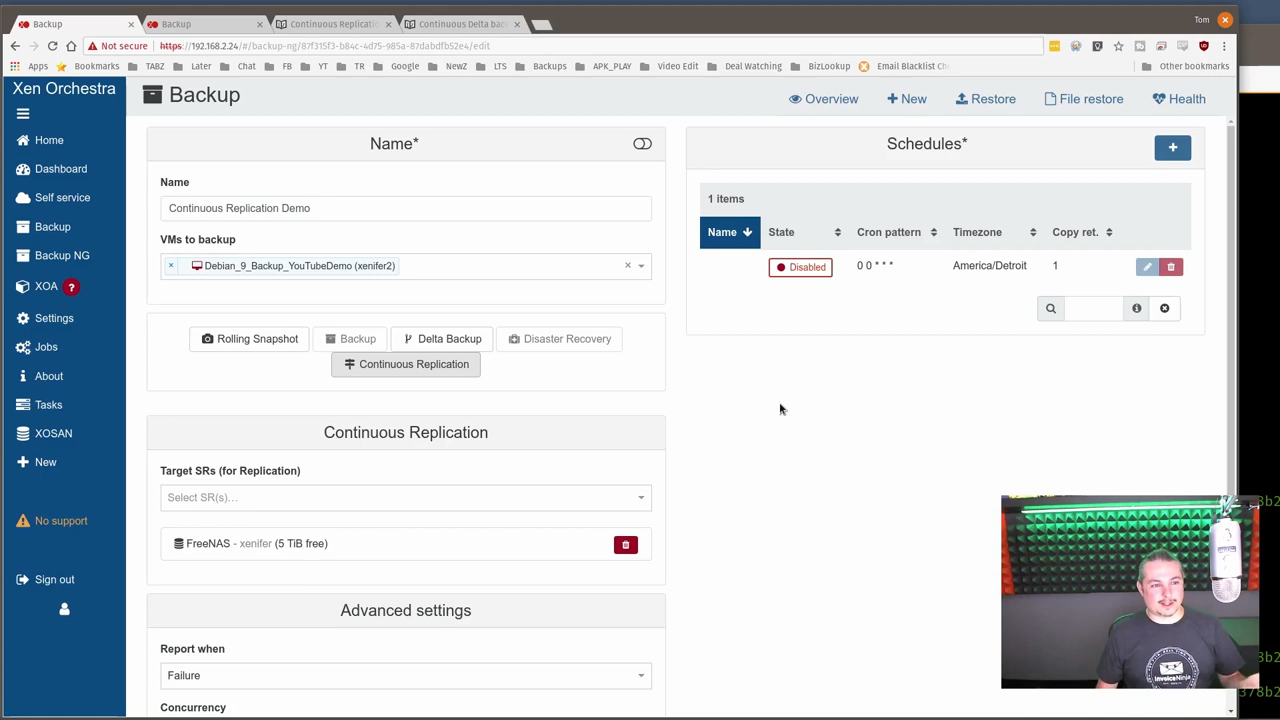 Tom
Backup
Backup
Continuous Replicatio
Continuous Delta bac
Not secure
https://192.168.2.24/#/backup-ng/87f315f3-b84c-4d75-985a-87dabdfb52e4/edit
Apps
Bookmarks
TABZ
Later
Chat
FB
YT
TR
Google
NewZ
LTS
Backups
APK_PLAY
Video Edit
Deal Watching
BizLookup
Email Blacklist Che
Other bookmarks
Xen Orchestra
Home
Dashboard
Self service
Backup
Backup NG
XOA ?
Settings
Jobs
About
Tasks
XOSAN
New
No support
Sign out
Backup
Overview
New
Restore
File restore
Health
Name*
Name
Continuous Replication Demo
VMs to backup
× Debian_9_Backup_YouTubeDemo (xenifer2) ×
Rolling Snapshot
Backup
Delta Backup
Disaster Recovery
Continuous Replication
Continuous Replication
Target SRs (for Replication)
Select SR(s)...
FreeNAS - xenifer (5 TiB free)
Advanced settings
Report when
Failure
Concurrency
Schedules*
+
1 items
Name
State
Cron pattern
Timezone
Copy ret.
Disabled
0 0 * * *
America/Detroit
1
InvoiceNinja
378b2